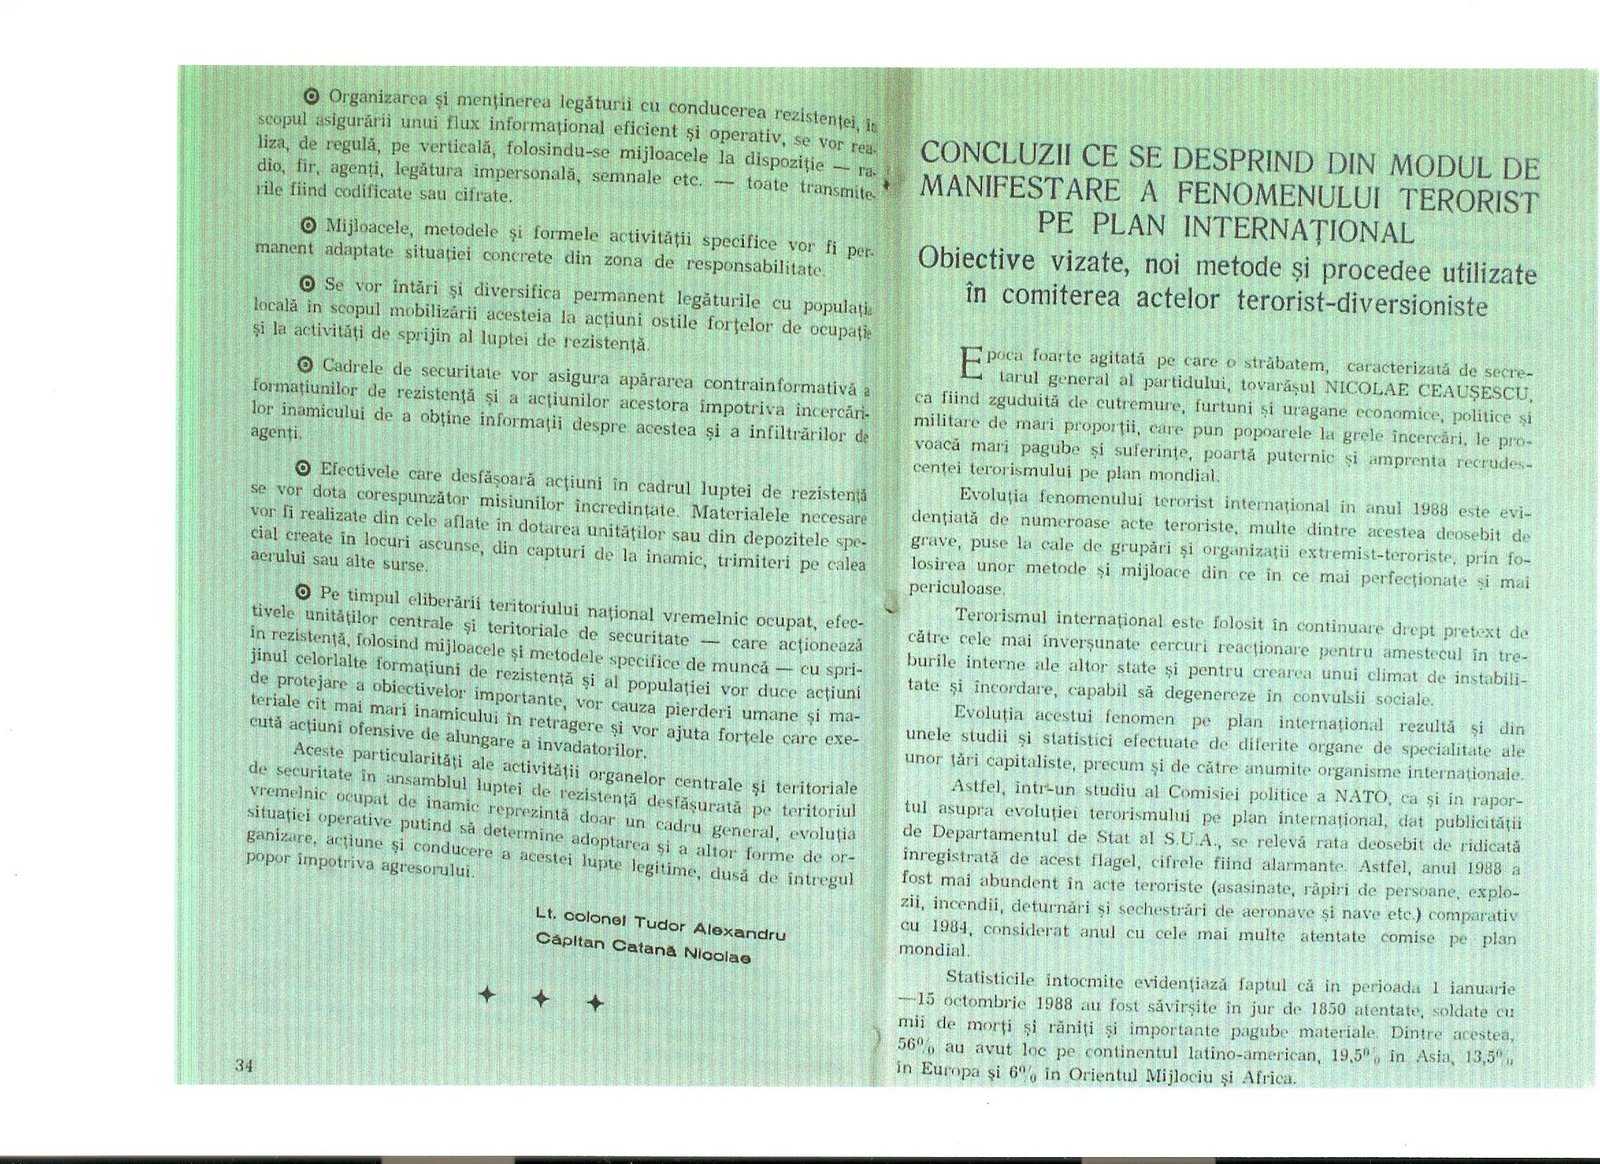 ◎ Organizarea și menținerea legăturii cu conducerea rezistenței, în
scopul asigurării unui flux informațional eficient și operativ, se vor rea-
liza, de regulă, pe verticală, folosindu-se mijloacele la dispoziție — ra-
dio, fir, agenți, legătura impersonală, semnale etc. — toate transmite-
rile fiind codificate sau cifrate.
◎ Mijloacele, metodele și formele activității specifice vor fi per-
manent adaptate situației concrete din zona de responsabilitate.
◎ Se vor întări și diversifica permanent legăturile cu populația
locală în scopul mobilizării acesteia la acțiuni ostile forțelor de ocupație
și la activități de sprijin al luptei de rezistență.
◎ Cadrele de securitate vor asigura apărarea contrainformativă a
formațiunilor de rezistență și a acțiunilor acestora împotriva încercări-
lor inamicului de a obține informații despre acestea și a infiltrărilor de
agenți.
◎ Efectivele care desfășoară acțiuni în cadrul luptei de rezistență
se vor dota corespunzător misiunilor încredințate. Materialele necesare
vor fi realizate din cele aflate în dotarea unităților sau din depozitele spe-
cial create în locuri ascunse, din capturi de la inamic, trimiteri pe calea
aerului sau alte surse.
◎ Pe timpul eliberării teritoriului național vremelnic ocupat, efec-
tivele unităților centrale și teritoriale de securitate — care acționează
în rezistență, folosind mijloacele și metodele specifice de muncă — cu spri-
jinul celorlalte formațiuni de rezistență și al populației vor duce acțiuni
de protejare a obiectivelor importante, vor cauza pierderi umane și ma-
teriale cît mai mari inamicului în retragere și vor ajuta forțele care exe-
cută acțiuni ofensive de alungare a invadatorilor.
Aceste particularități ale activității organelor centrale și teritoriale
de securitate în ansamblul luptei de rezistență desfășurată pe teritoriul
vremelnic ocupat de inamic reprezintă doar un cadru general, evoluția
situației operative putînd să determine adoptarea și a altor forme de or-
ganizare, acțiune și conducere a acestei lupte legitime, dusă de întregul
popor împotriva agresorului.
Lt. colonel Tudor Alexandru
Căpitan Catană Nicolae
34
CONCLUZII CE SE DESPRIND DIN MODUL DE
MANIFESTARE A FENOMENULUI TERORIST
PE PLAN INTERNAȚIONAL
Obiective vizate, noi metode și procedee utilizate
în comiterea actelor terorist-diversioniste
Epoca foarte agitată pe care o străbatem, caracterizată de secre-
tarul general al partidului, tovarășul NICOLAE CEAUȘESCU,
ca fiind zguduită de cutremure, furtuni și uragane economice, politice și
militare de mari proporții, care pun popoarele la grele încercări, le pro-
voacă mari pagube și suferințe, poartă puternic și amprenta recrudes-
cenței terorismului pe plan mondial.
Evoluția fenomenului terorist internațional în anul 1988 este evi-
dențiată de numeroase acte teroriste, multe dintre acestea deosebit de
grave, puse la cale de grupări și organizații extremist-teroriste, prin fo-
losirea unor metode și mijloace din ce în ce mai perfecționate și mai
periculoase.
Terorismul internațional este folosit în continuare drept pretext de
către cele mai înverșunate cercuri reacționare pentru amestecul în tre-
burile interne ale altor state și pentru crearea unui climat de instabili-
tate și încordare, capabil să degenereze în convulsii sociale.
Evoluția acestui fenomen pe plan internațional rezultă și din
unele studii și statistici efectuate de diferite organe de specialitate ale
unor țări capitaliste, precum și de către anumite organisme internaționale.
Astfel, într-un studiu al Comisiei politice a NATO, ca și în rapor-
tul asupra evoluției terorismului pe plan internațional, dat publicității
de Departamentul de Stat al S.U.A., se relevă rata deosebit de ridicată
înregistrată de acest flagel, cifrele fiind alarmante. Astfel, anul 1988 a
fost mai abundent în acte teroriste (asasinate, răpiri de persoane, explo-
zii, incendii, deturnări și sechestrări de aeronave și nave etc.) comparativ
cu 1984, considerat anul cu cele mai multe atentate comise pe plan
mondial.
Statisticile întocmite evidențiază faptul că în perioada 1 ianuarie
—15 octombrie 1988 au fost săvîrșite în jur de 1850 atentate, soldate cu
mii de morți și răniți și importante pagube materiale. Dintre acestea,
56% au avut loc pe continentul latino-american, 19,5% în Asia, 13,5%
în Europa și 6% în Orientul Mijlociu și Africa.